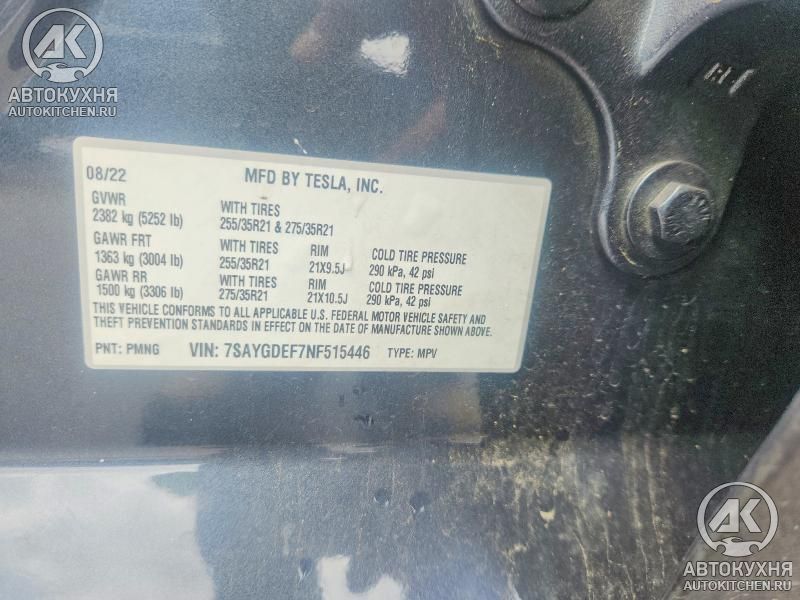 АК
АВТОКУХНЯ
AUTOKITCHEN.RU
08/22 MFD BY TESLA, INC.
GVWR
2382 kg (5252 lb)
WITH TIRES
255/35R21 & 275/35R21
GAWR FRT
1363 kg (3004 lb)
WITH TIRES
255/35R21
RIM
21X9.5J
COLD TIRE PRESSURE
290 kPa, 42 psi
GAWR RR
1500 kg (3306 lb)
WITH TIRES
275/35R21
RIM
21X10.5J
COLD TIRE PRESSURE
290 kPa, 42 psi
THIS VEHICLE CONFORMS TO ALL APPLICABLE U.S. FEDERAL MOTOR VEHICLE SAFETY AND
THEFT PREVENTION STANDARDS IN EFFECT ON THE DATE OF MANUFACTURE SHOWN ABOVE.
PNT: PMNG VIN: 7SAYGDEF7NF515446 TYPE: MPV
АК
АВТОКУХНЯ
AUTOKITCHEN.RU